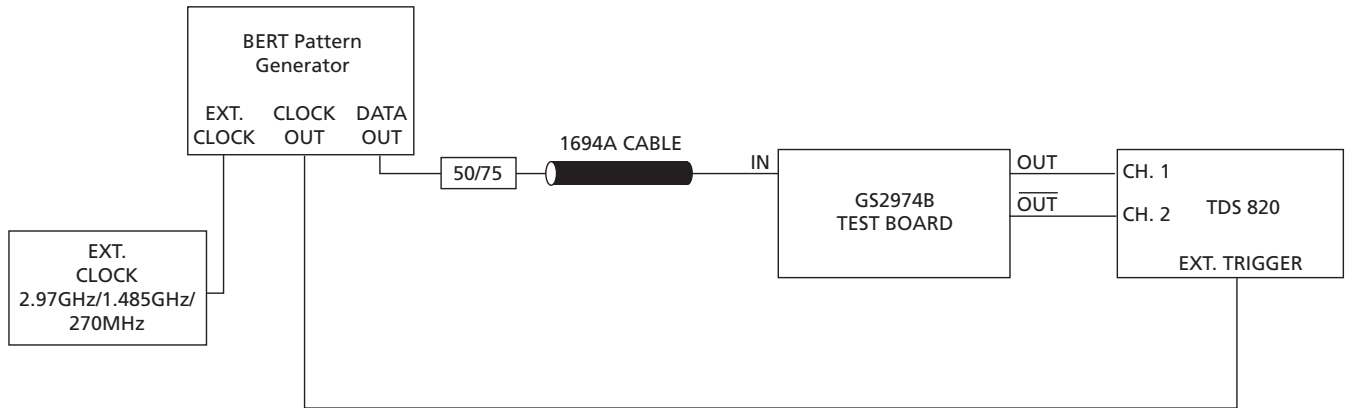 BERT Pattern
Generator
EXT.
CLOCK
CLOCK
OUT
DATA
OUT
EXT.
CLOCK
2.97GHz/1.485GHz/
270MHz
50/75
1694A CABLE
IN
GS2974B
TEST BOARD
OUT
OUT
CH. 1
CH. 2
TDS 820
EXT. TRIGGER